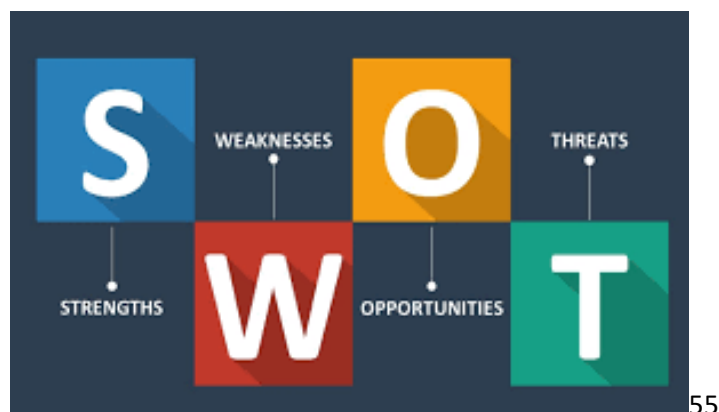 S
O
WEAKNESSES
THREATS
STRENGTHS
W
OPPORTUNITIES
T
55